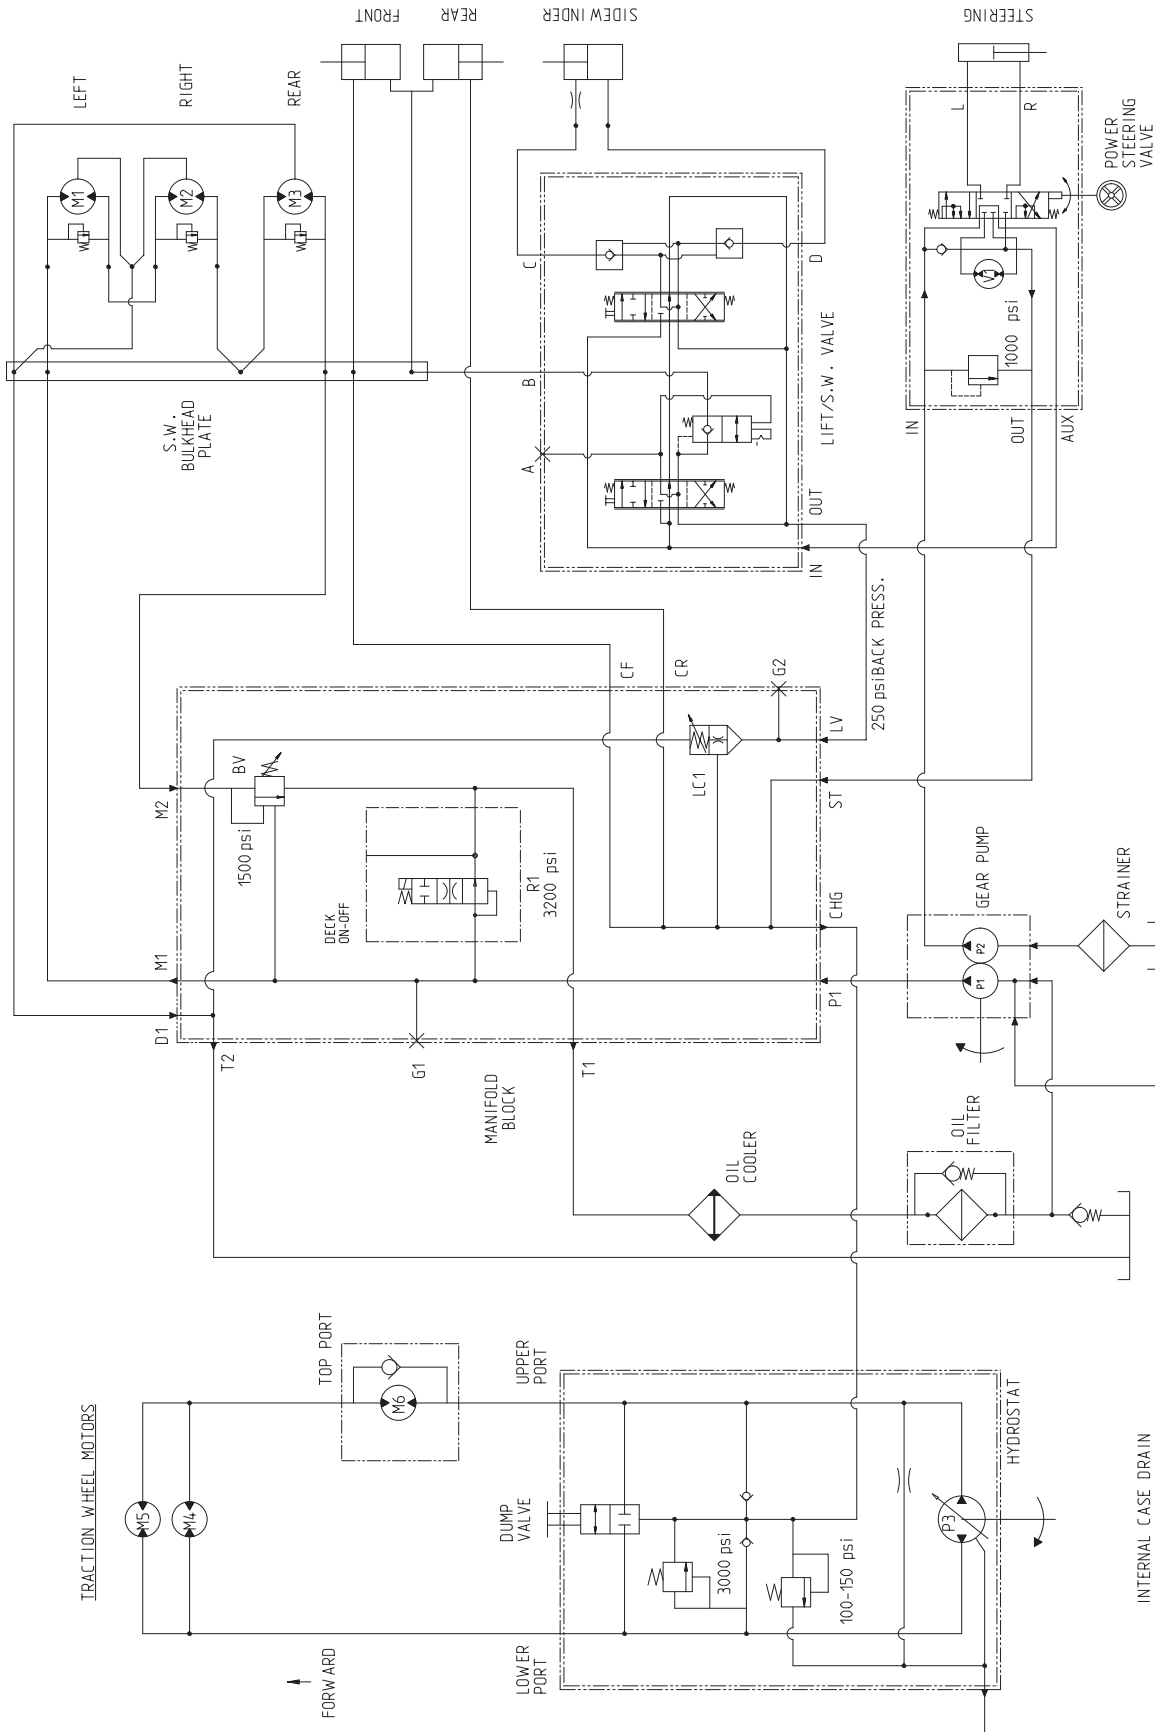 FRONT
REAR
SIDEWINDER
STEERING
LEFT
RIGHT
REAR
M1
M2
M3
L
R
POWER
STEERING
VALVE
C
D
V1
1000 psi
LIFT/S.W. VALVE
B
A
S.W.
BULKHEAD
PLATE
IN
OUT
AUX
OUT
IN
250 psi BACK PRESS.
CF
CR
G2
LV
BV
M2
LC1
ST
1500 psi
R1
3200 psi
DECK
ON-OFF
CHG
GEAR PUMP
STRAINER
M1
P1
P2
P1
D1
T2
G1
T1
MANIFOLD
BLOCK
OIL
COOLER
OIL
FILTER
TOP PORT
UPPER
PORT
HYDROSTAT
TRACTION WHEEL MOTORS
M6
M5
M4
DUMP
VALVE
P3
3000 psi
100-150 psi
INTERNAL CASE DRAIN
LOWER
PORT
FORWARD